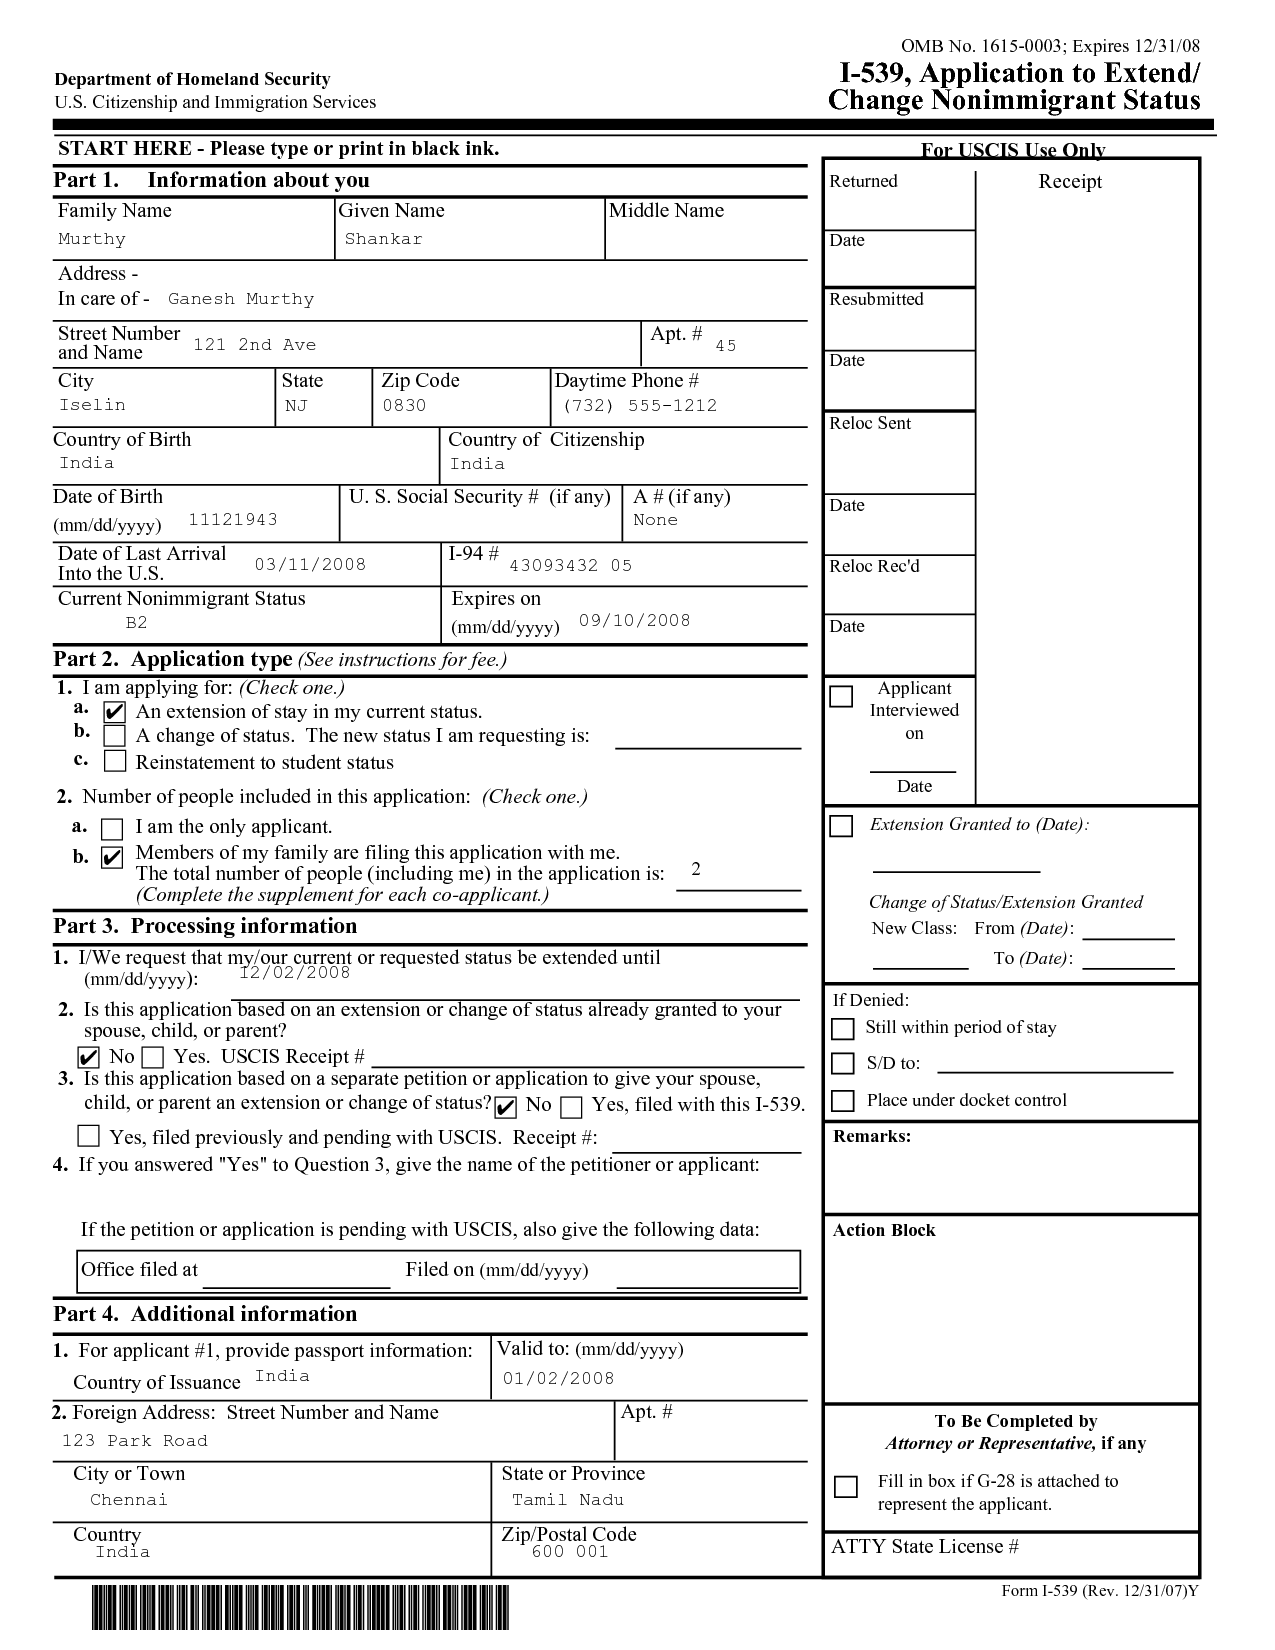 OMB No. 1615-0003; Expires 12/31/08
Department of Homeland Security
U.S. Citizenship and Immigration Services
I-539, Application to Extend/
Change Nonimmigrant Status
START HERE - Please type or print in black ink.
Part 1. Information about you
Family Name Given Name Middle Name
Murthy Shankar
Address -
In care of - Ganesh Murthy
Street Number and Name 121 2nd Ave Apt. # 45
City State Zip Code Daytime Phone #
Iselin NJ 0830 (732) 555-1212
Country of Birth Country of Citizenship
India India
Date of Birth U. S. Social Security # (if any) A # (if any)
(mm/dd/yyyy) 11121943 None
Date of Last Arrival
Into the U.S. 03/11/2008 I-94 # 43093432 05
Current Nonimmigrant Status Expires on
B2 (mm/dd/yyyy) 09/10/2008
Part 2. Application type (See instructions for fee.)
1. I am applying for: (Check one.)
a. ✔ An extension of stay in my current status.
b. A change of status. The new status I am requesting is:
c. Reinstatement to student status
2. Number of people included in this application: (Check one.)
a. I am the only applicant.
b. ✔ Members of my family are filing this application with me.
The total number of people (including me) in the application is: 2
(Complete the supplement for each co-applicant.)
Part 3. Processing information
1. I/We request that my/our current or requested status be extended until
(mm/dd/yyyy): 12/02/2008
2. Is this application based on an extension or change of status already granted to your
spouse, child, or parent?
✔ No Yes. USCIS Receipt #
3. Is this application based on a separate petition or application to give your spouse,
child, or parent an extension or change of status? ✔ No Yes, filed with this I-539.
Yes, filed previously and pending with USCIS. Receipt #:
4. If you answered "Yes" to Question 3, give the name of the petitioner or applicant:
If the petition or application is pending with USCIS, also give the following data:
Office filed at Filed on (mm/dd/yyyy)
Part 4. Additional information
1. For applicant #1, provide passport information: Valid to: (mm/dd/yyyy)
Country of Issuance India 01/02/2008
2. Foreign Address: Street Number and Name Apt. #
123 Park Road
City or Town State or Province
Chennai Tamil Nadu
Country Zip/Postal Code
India 600 001
For USCIS Use Only
Returned Receipt
Date
Resubmitted
Date
Reloc Sent
Date
Reloc Rec'd
Date
Applicant
Interviewed
on
Date
Extension Granted to (Date):
Change of Status/Extension Granted
New Class: From (Date):
To (Date):
If Denied:
Still within period of stay
S/D to:
Place under docket control
Remarks:
Action Block
To Be Completed by
Attorney or Representative, if any
Fill in box if G-28 is attached to
represent the applicant.
ATTY State License #
Form I-539 (Rev. 12/31/07)Y